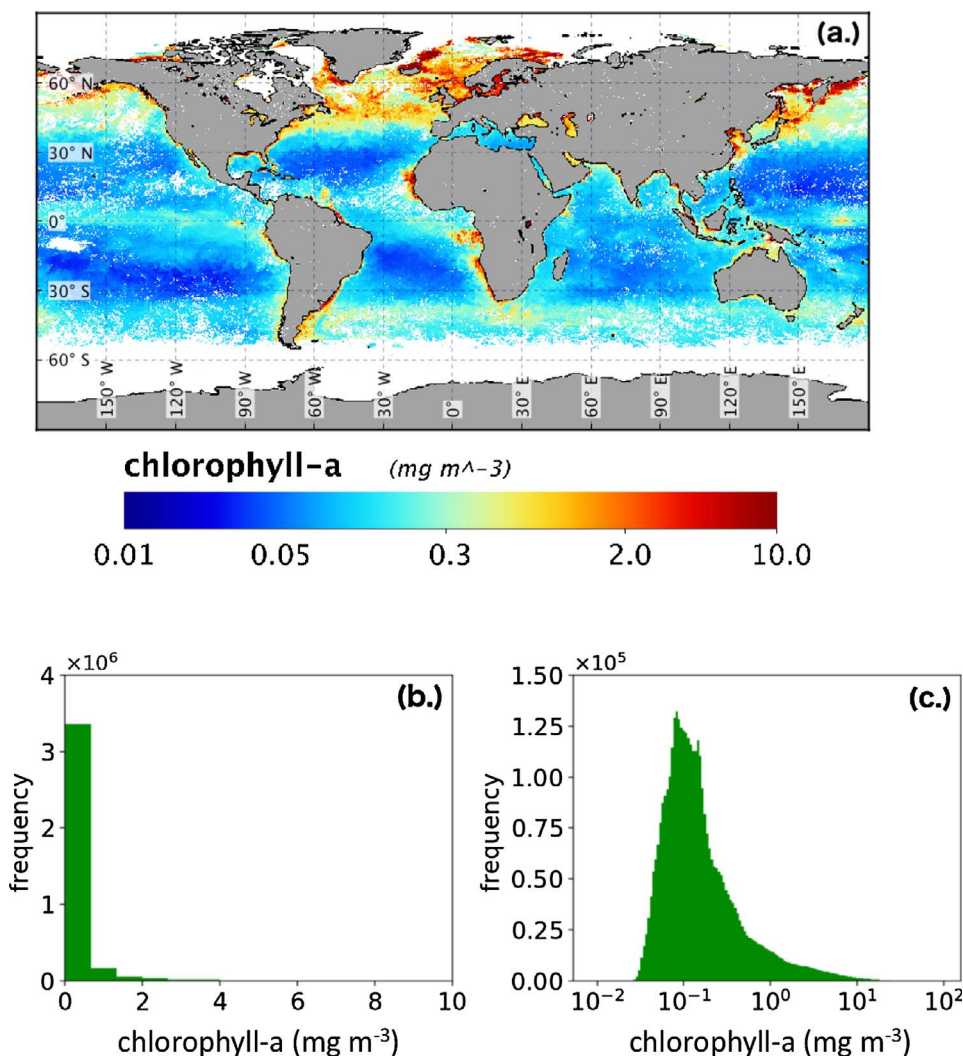 (a.)
60° N
30° N
0°
30° S
60° S
150° W
120° W
90° W
60° W
30° W
0°
30° E
60° E
90° E
120° E
150° E
chlorophyll-a (mg m^-3)
0.01 0.05 0.3 2.0 10.0
×10⁶
(b.)
4
3
2
1
0
frequency
0 2 4 6 8 10
chlorophyll-a (mg m⁻³)
×10⁵
(c.)
1.50
1.25
1.00
0.75
0.50
0.25
0.00
frequency
10⁻² 10⁻¹ 10⁰ 10¹ 10²
chlorophyll-a (mg m⁻³)